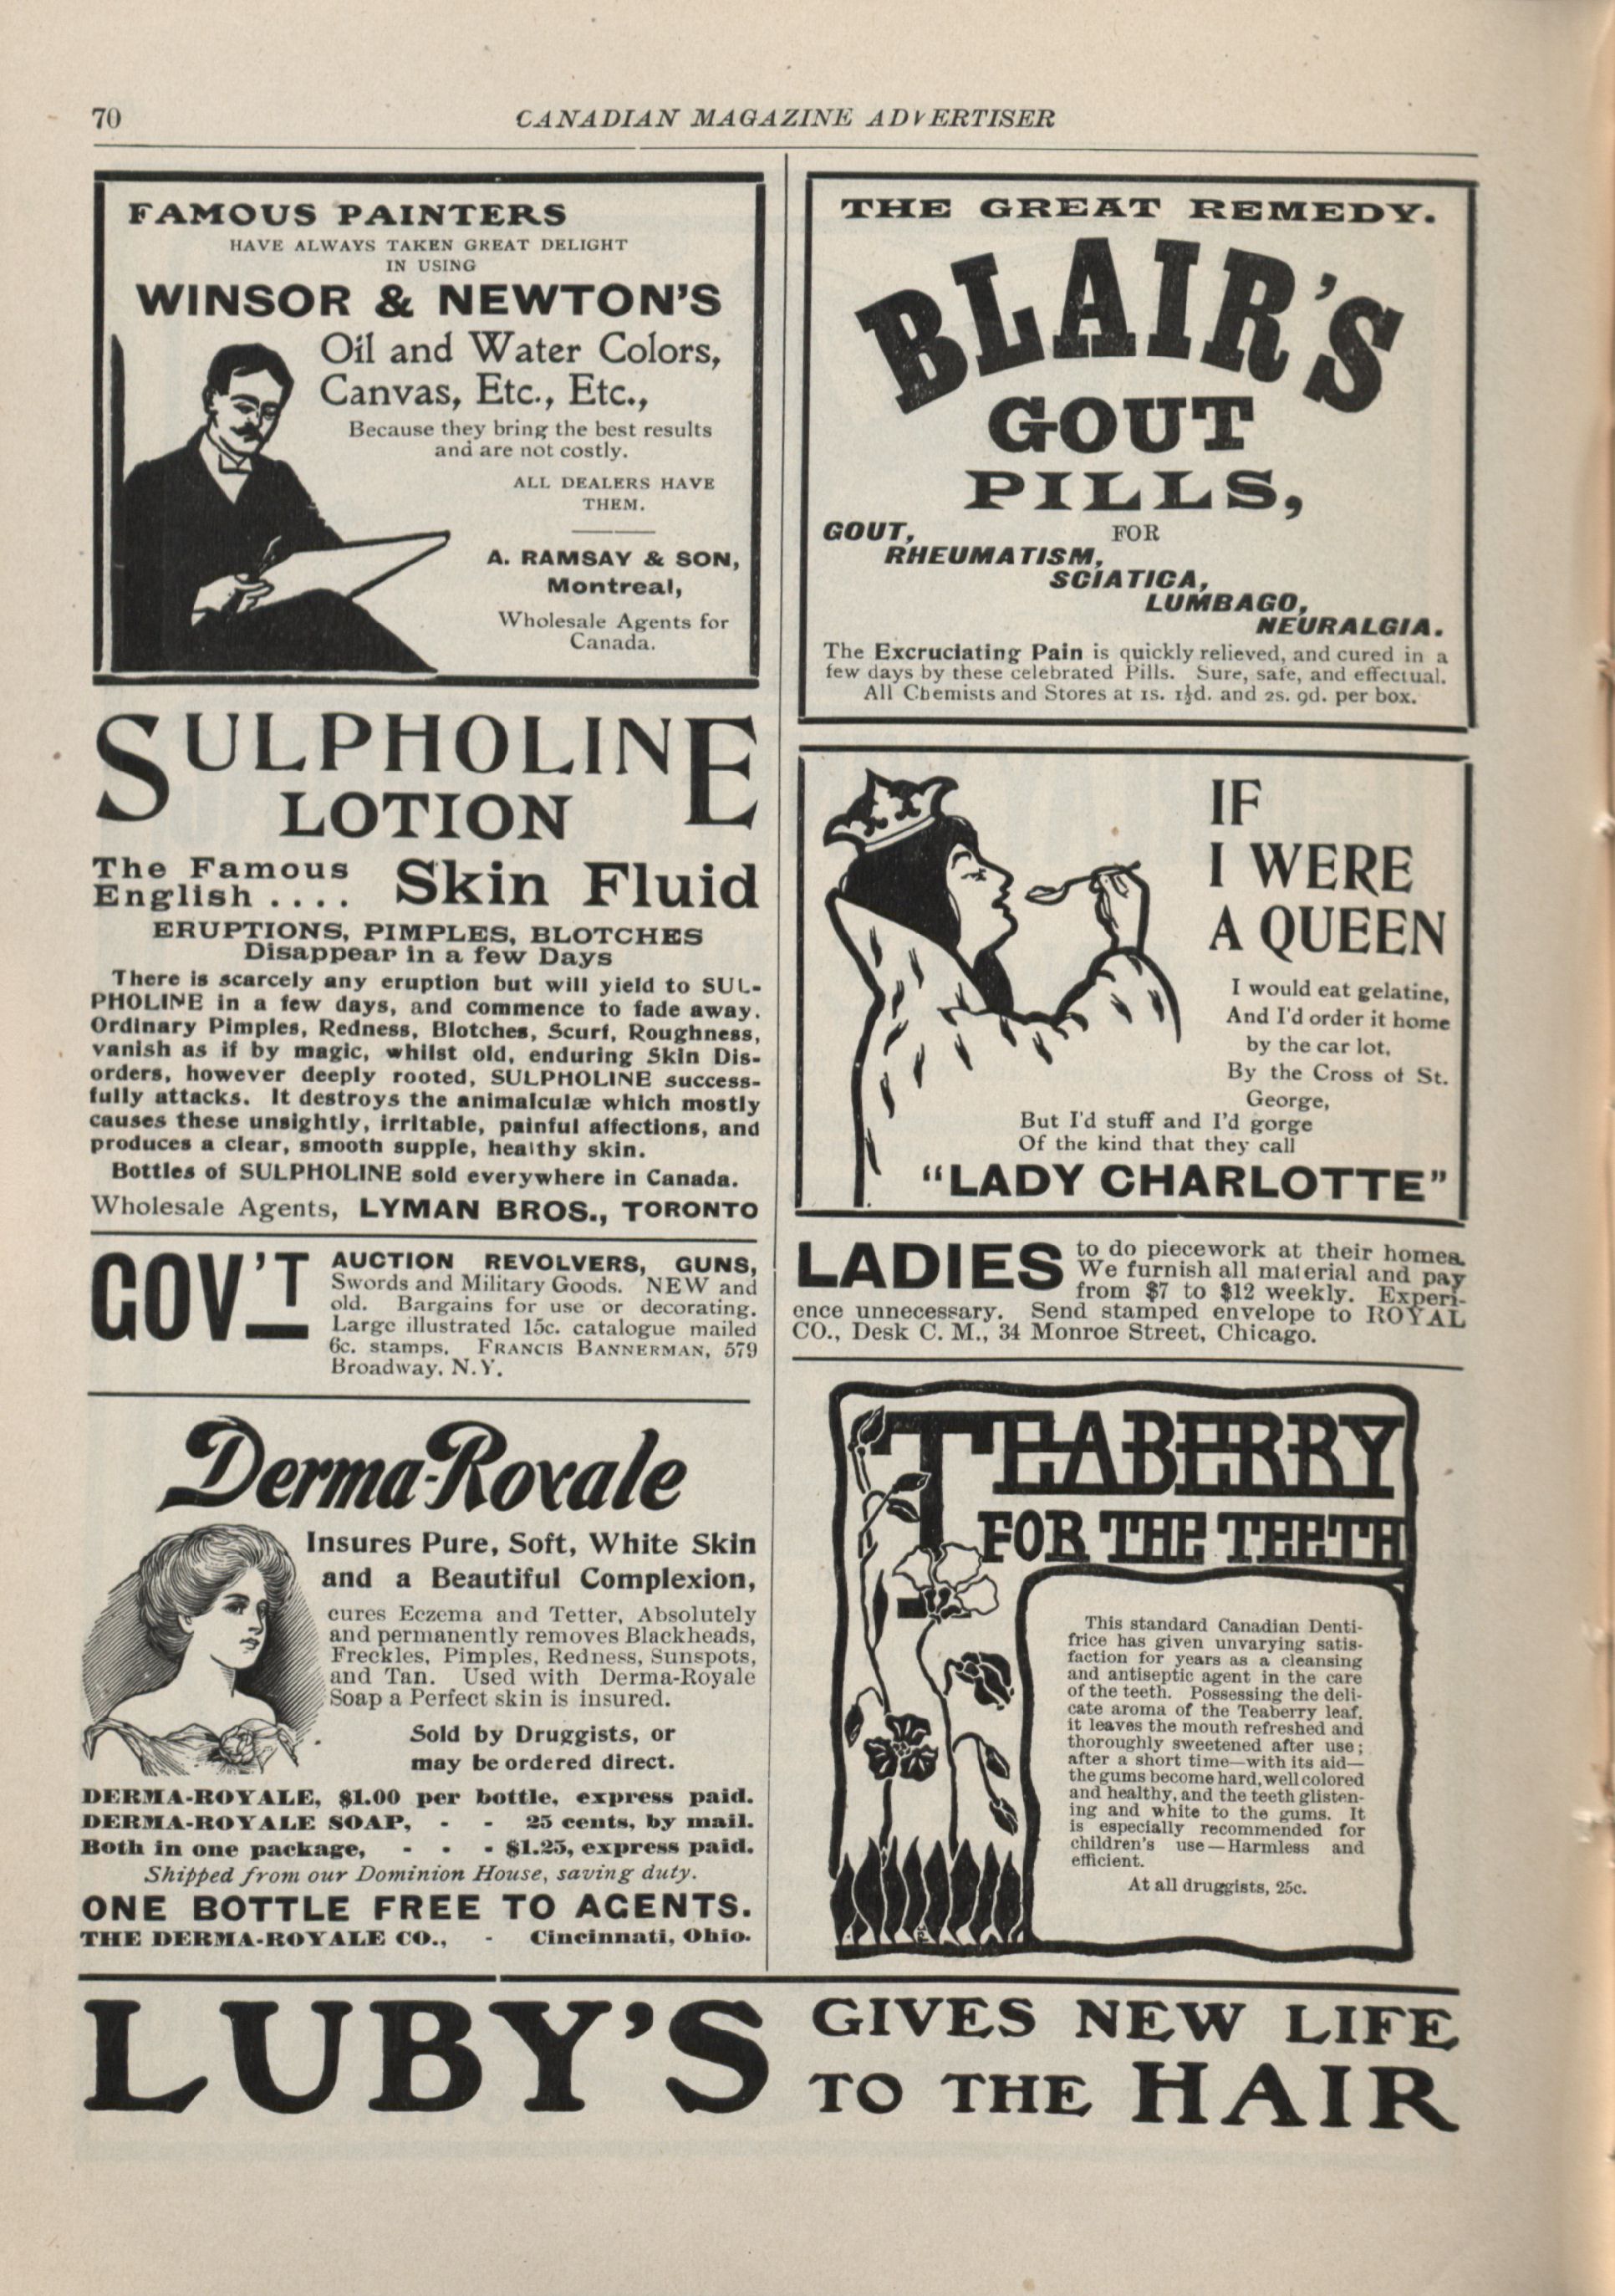 70
CANADIAN MAGAZINE ADVERTISER
FAMOUS PAINTERS
HAVE ALWAYS TAKEN GREAT DELIGHT
IN USING
WINSOR & NEWTON'S
Oil and Water Colors,
Canvas, Etc., Etc.,
Because they bring the best results
and are not costly.
ALL DEALERS HAVE
THEM.
A. RAMSAY & SON,
Montreal,
Wholesale Agents for
Canada.
SULPHOLINE
LOTION
The Famous
English .... Skin Fluid
ERUPTIONS, PIMPLES, BLOTCHES
Disappear in a few Days
There is scarcely any eruption but will yield to SUL-
PHOLINE in a few days, and commence to fade away.
Ordinary Pimples, Redness, Blotches, Scurf, Roughness,
vanish as if by magic, whilst old, enduring Skin Dis-
orders, however deeply rooted, SULPHOLINE success-
fully attacks. It destroys the animalculæ which mostly
causes these unsightly, irritable, painful affections, and
produces a clear, smooth supple, healthy skin.
Bottles of SULPHOLINE sold everywhere in Canada.
Wholesale Agents, LYMAN BROS., TORONTO
GOV'T AUCTION REVOLVERS, GUNS,
Swords and Military Goods. NEW and
old. Bargains for use or decorating.
Large illustrated 15c. catalogue mailed
6c. stamps. FRANCIS BANNERMAN, 579
Broadway, N.Y.
Derma-Royale
Insures Pure, Soft, White Skin
and a Beautiful Complexion,
cures Eczema and Tetter, Absolutely
and permanently removes Blackheads,
Freckles, Pimples, Redness, Sunspots,
and Tan. Used with Derma-Royale
Soap a Perfect skin is insured.
Sold by Druggists, or
may be ordered direct.
DERMA-ROYALE, $1.00 per bottle, express paid.
DERMA-ROYALE SOAP, - - 25 cents, by mail.
Both in one package, - - - $1.25, express paid.
Shipped from our Dominion House, saving duty.
ONE BOTTLE FREE TO AGENTS.
THE DERMA-ROYALE CO., - Cincinnati, Ohio.
THE GREAT REMEDY.
BLAIR'S
GOUT
PILLS,
FOR
GOUT,
RHEUMATISM,
SCIATICA,
LUMBAGO,
NEURALGIA.
The Excruciating Pain is quickly relieved, and cured in a
few days by these celebrated Pills. Sure, safe, and effectual.
All Chemists and Stores at 1s. 1½d. and 2s. 9d. per box.
IF
I WERE
A QUEEN
I would eat gelatine,
And I'd order it home
by the car lot,
By the Cross of St.
George,
But I'd stuff and I'd gorge
Of the kind that they call
"LADY CHARLOTTE"
LADIES to do piecework at their homes.
We furnish all material and pay
from $7 to $12 weekly. Experi-
ence unnecessary. Send stamped envelope to ROYAL
CO., Desk C. M., 34 Monroe Street, Chicago.
TEABERRY
FOR THE TEETH
This standard Canadian Denti-
frice has given unvarying satis-
faction for years as a cleansing
and antiseptic agent in the care
of the teeth. Possessing the deli-
cate aroma of the Teaberry leaf,
it leaves the mouth refreshed and
thoroughly sweetened after use;
after a short time—with its aid—
the gums become hard, well colored
and healthy, and the teeth glisten-
ing and white to the gums. It
is especially recommended for
children's use—Harmless and
efficient.
At all druggists, 25c.
LUBY'S GIVES NEW LIFE
TO THE HAIR